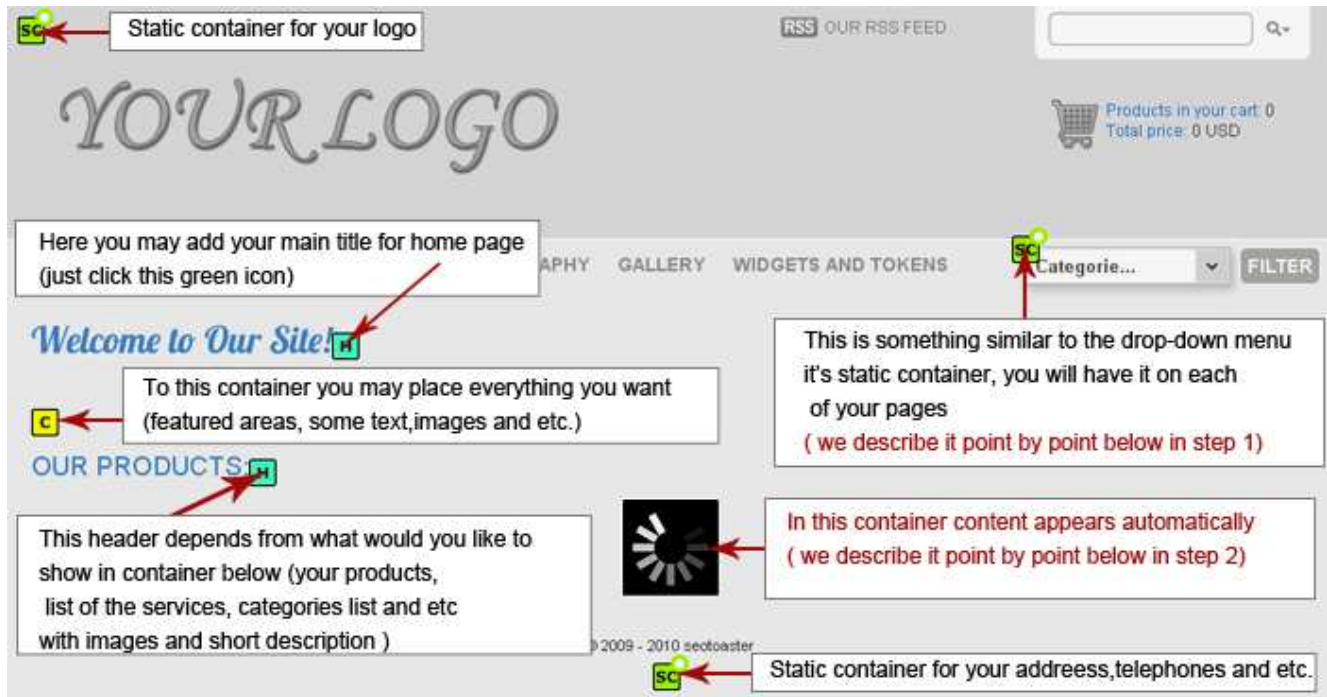 SC
Static container for your logo
RSS OUR RSS FEED
YOUR LOGO
Products in your cart: 0
Total price: 0 USD
Here you may add your main title for home page
(just click this green icon)
APHY GALLERY WIDGETS AND TOKENS
SC
Categorie...
FILTER
Welcome to Our Site!
H
This is something similar to the drop-down menu
it's static container, you will have it on each
of your pages
( we describe it point by point below in step 1)
To this container you may place everything you want
(featured areas, some text,images and etc.)
C
OUR PRODUCTS:
H
This header depends from what would you like to
show in container below (your products,
list of the services, categories list and etc
with images and short description )
In this container content appears automatically
( we describe it point by point below in step 2)
© 2009 - 2010 seotoaster
SC
Static container for your addreess,telephones and etc.